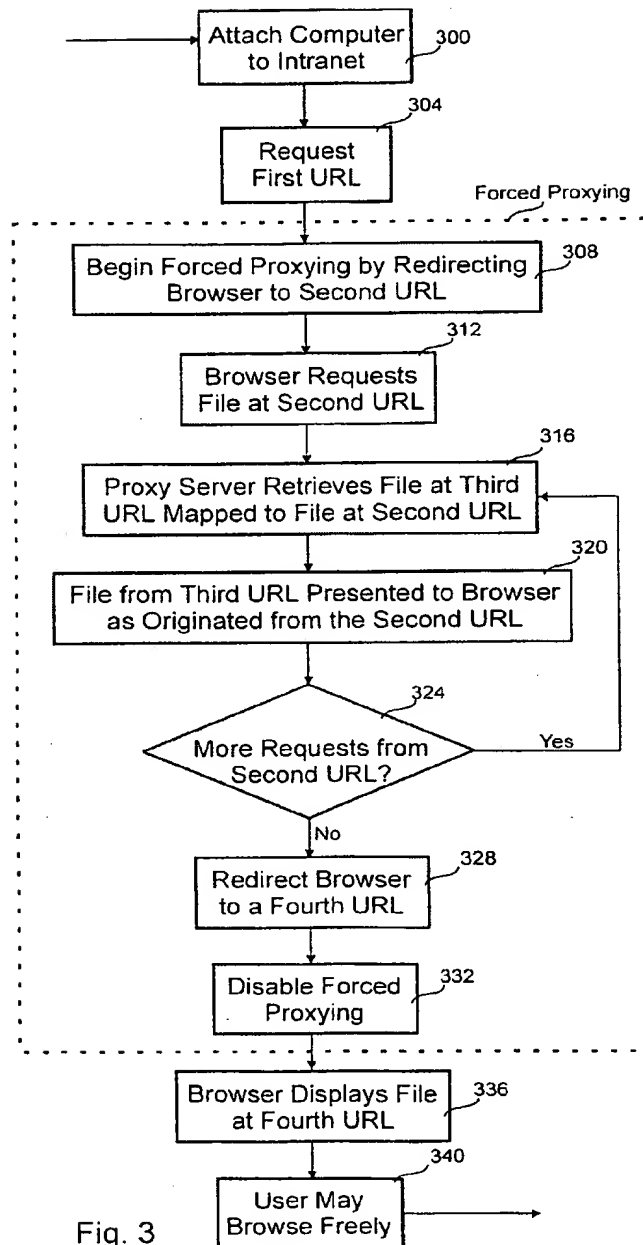 Attach Computer
to Intranet
300
304
Request
First URL
Forced Proxying
Begin Forced Proxying by Redirecting
Browser to Second URL
308
312
Browser Requests
File at Second URL
316
Proxy Server Retrieves File at Third
URL Mapped to File at Second URL
320
File from Third URL Presented to Browser
as Originated from the Second URL
324
More Requests from
Second URL?
Yes
No
328
Redirect Browser
to a Fourth URL
332
Disable Forced
Proxying
Browser Displays File
at Fourth URL
336
340
User May
Browse Freely
Fig. 3